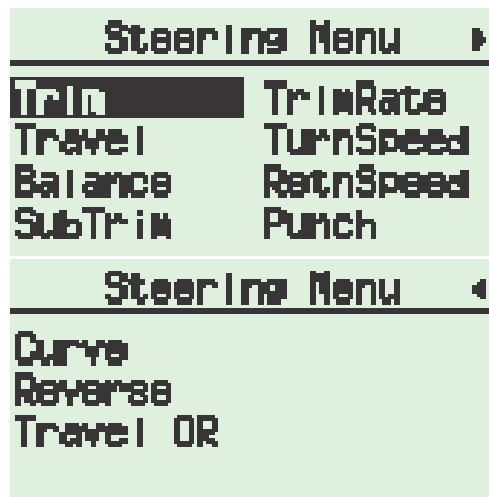 Steering Menu
Trim TrimRate
Travel TurnSpeed
Balance RetnSpeed
SubTrim Punch
Steering Menu
Curve
Reverse
Travel OR